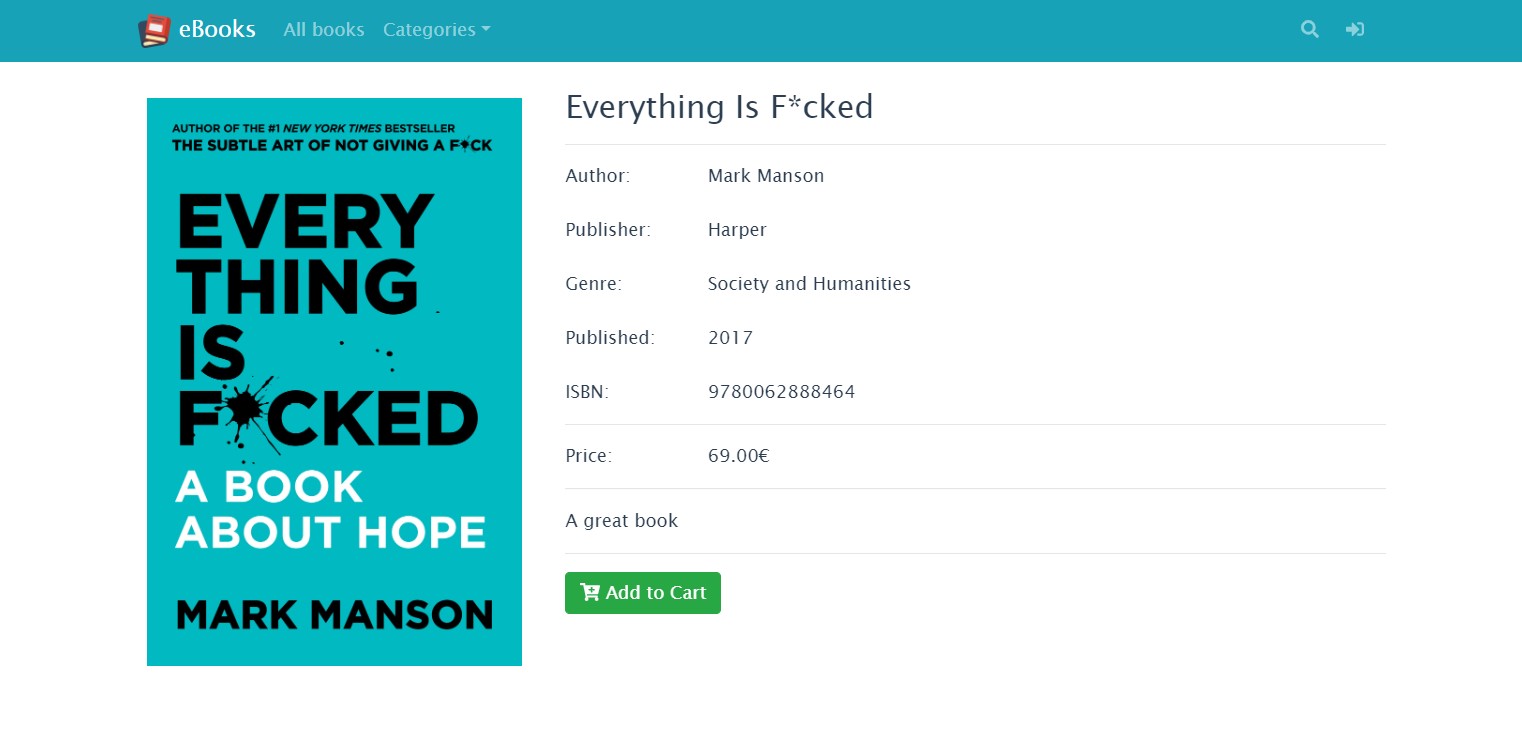 eBooks All books Categories
AUTHOR OF THE #1 NEW YORK TIMES BESTSELLER
THE SUBTLE ART OF NOT GIVING A F*CK
EVERY
THING
IS
F*CKED
A BOOK
ABOUT HOPE
MARK MANSON
Everything Is F*cked
Author: Mark Manson
Publisher: Harper
Genre: Society and Humanities
Published: 2017
ISBN: 9780062888464
Price: 69.00€
A great book
Add to Cart